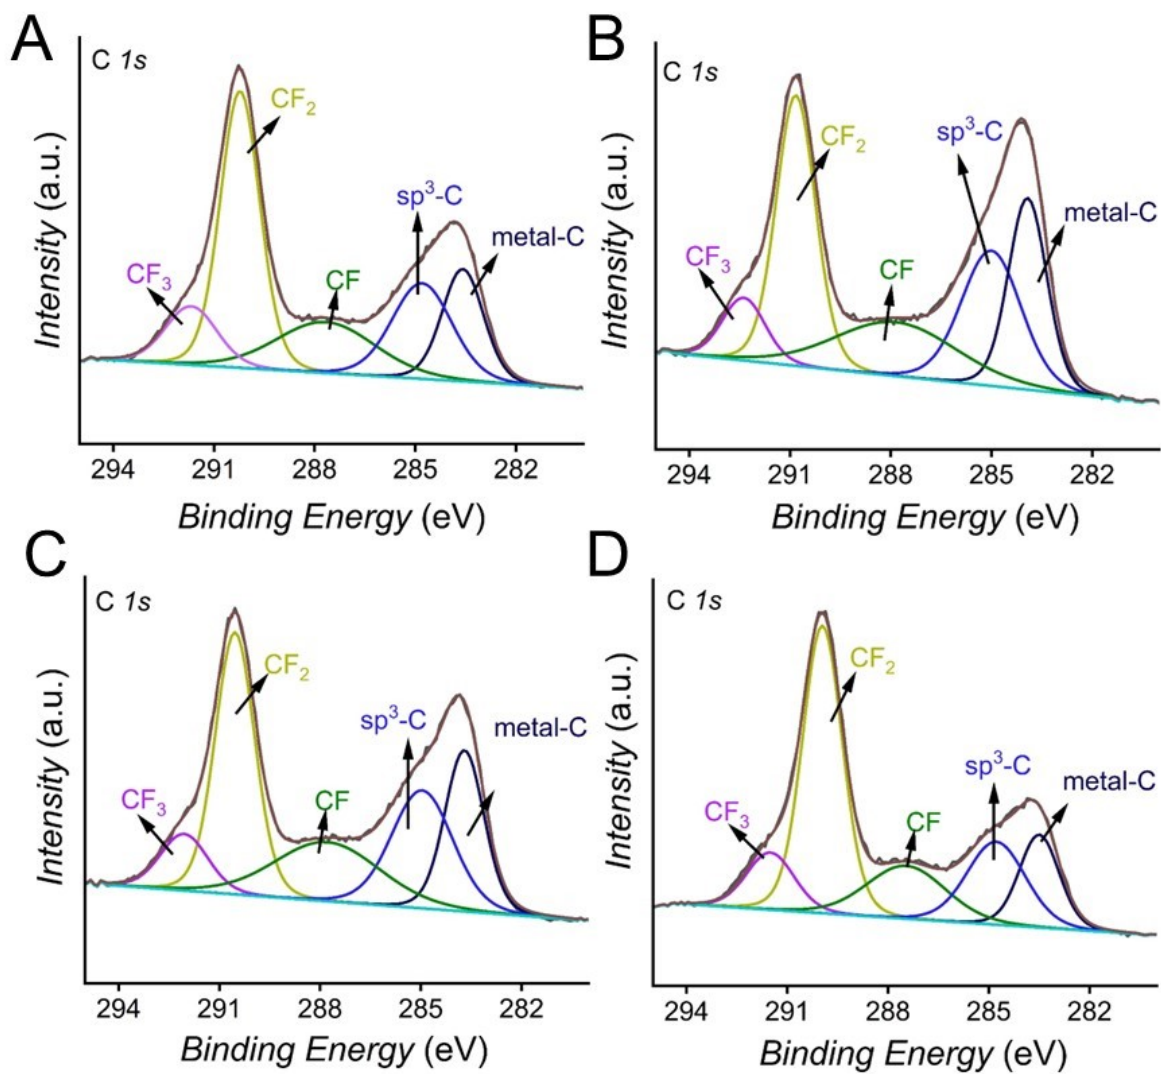 A
C 1s
CF₂
sp³-C
metal-C
CF₃
CF
Intensity (a.u.)
294 291 288 285 282
Binding Energy (eV)
B
C 1s
CF₂
sp³-C
metal-C
CF₃
CF
Intensity (a.u.)
294 291 288 285 282
Binding Energy (eV)
C
C 1s
CF₂
sp³-C
metal-C
CF₃
CF
Intensity (a.u.)
294 291 288 285 282
Binding Energy (eV)
D
C 1s
CF₂
sp³-C
metal-C
CF₃
CF
Intensity (a.u.)
294 291 288 285 282
Binding Energy (eV)